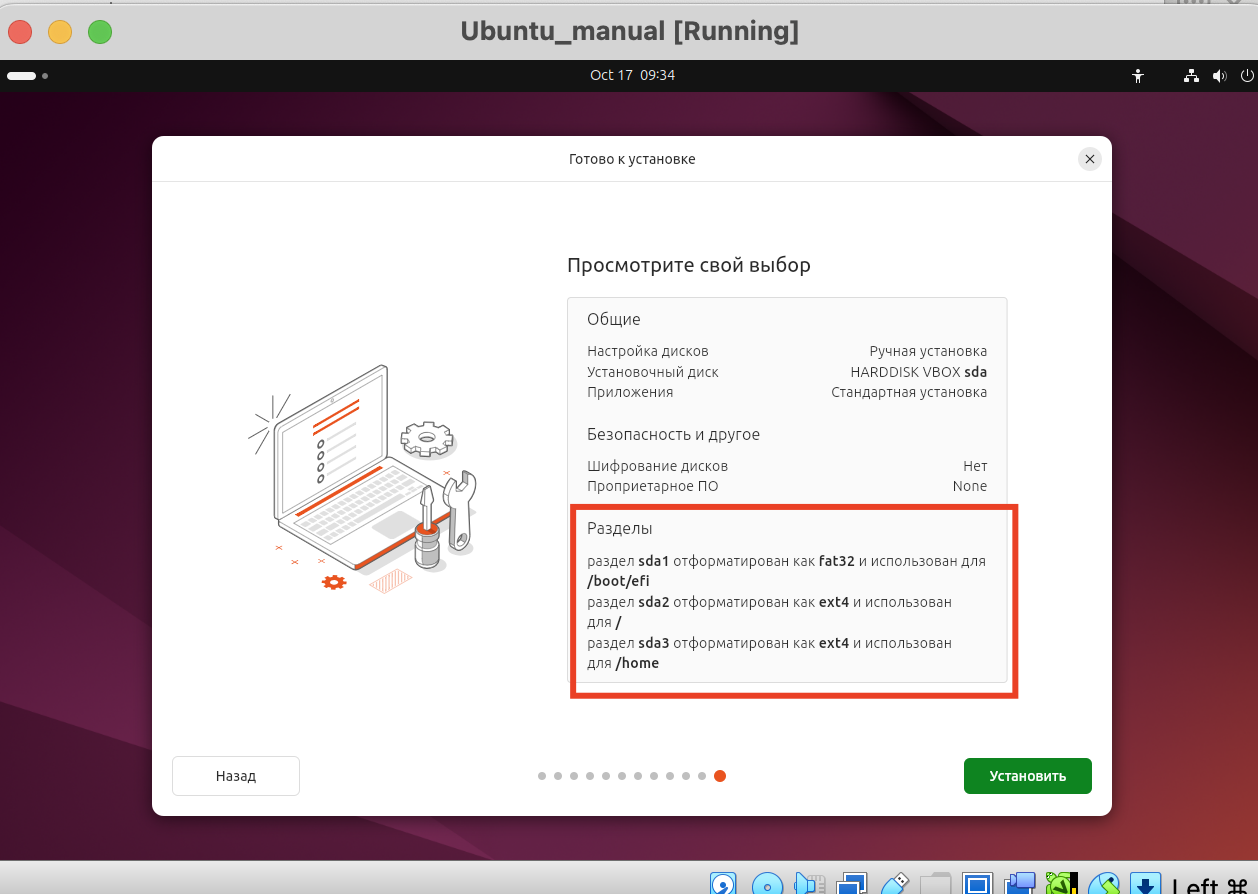 Ubuntu_manual [Running]
Oct 17 09:34
Готово к установке
Просмотрите свой выбор
Общие
Настройка дисков Ручная установка
Установочный диск HARDDISK VBOX sda
Приложения Стандартная установка
Безопасность и другое
Шифрование дисков Нет
Проприетарное ПО None
Разделы
раздел sda1 отформатирован как fat32 и использован для
/boot/efi
раздел sda2 отформатирован как ext4 и использован
для /
раздел sda3 отформатирован как ext4 и использован
для /home
Назад
Установить
Left ⌘